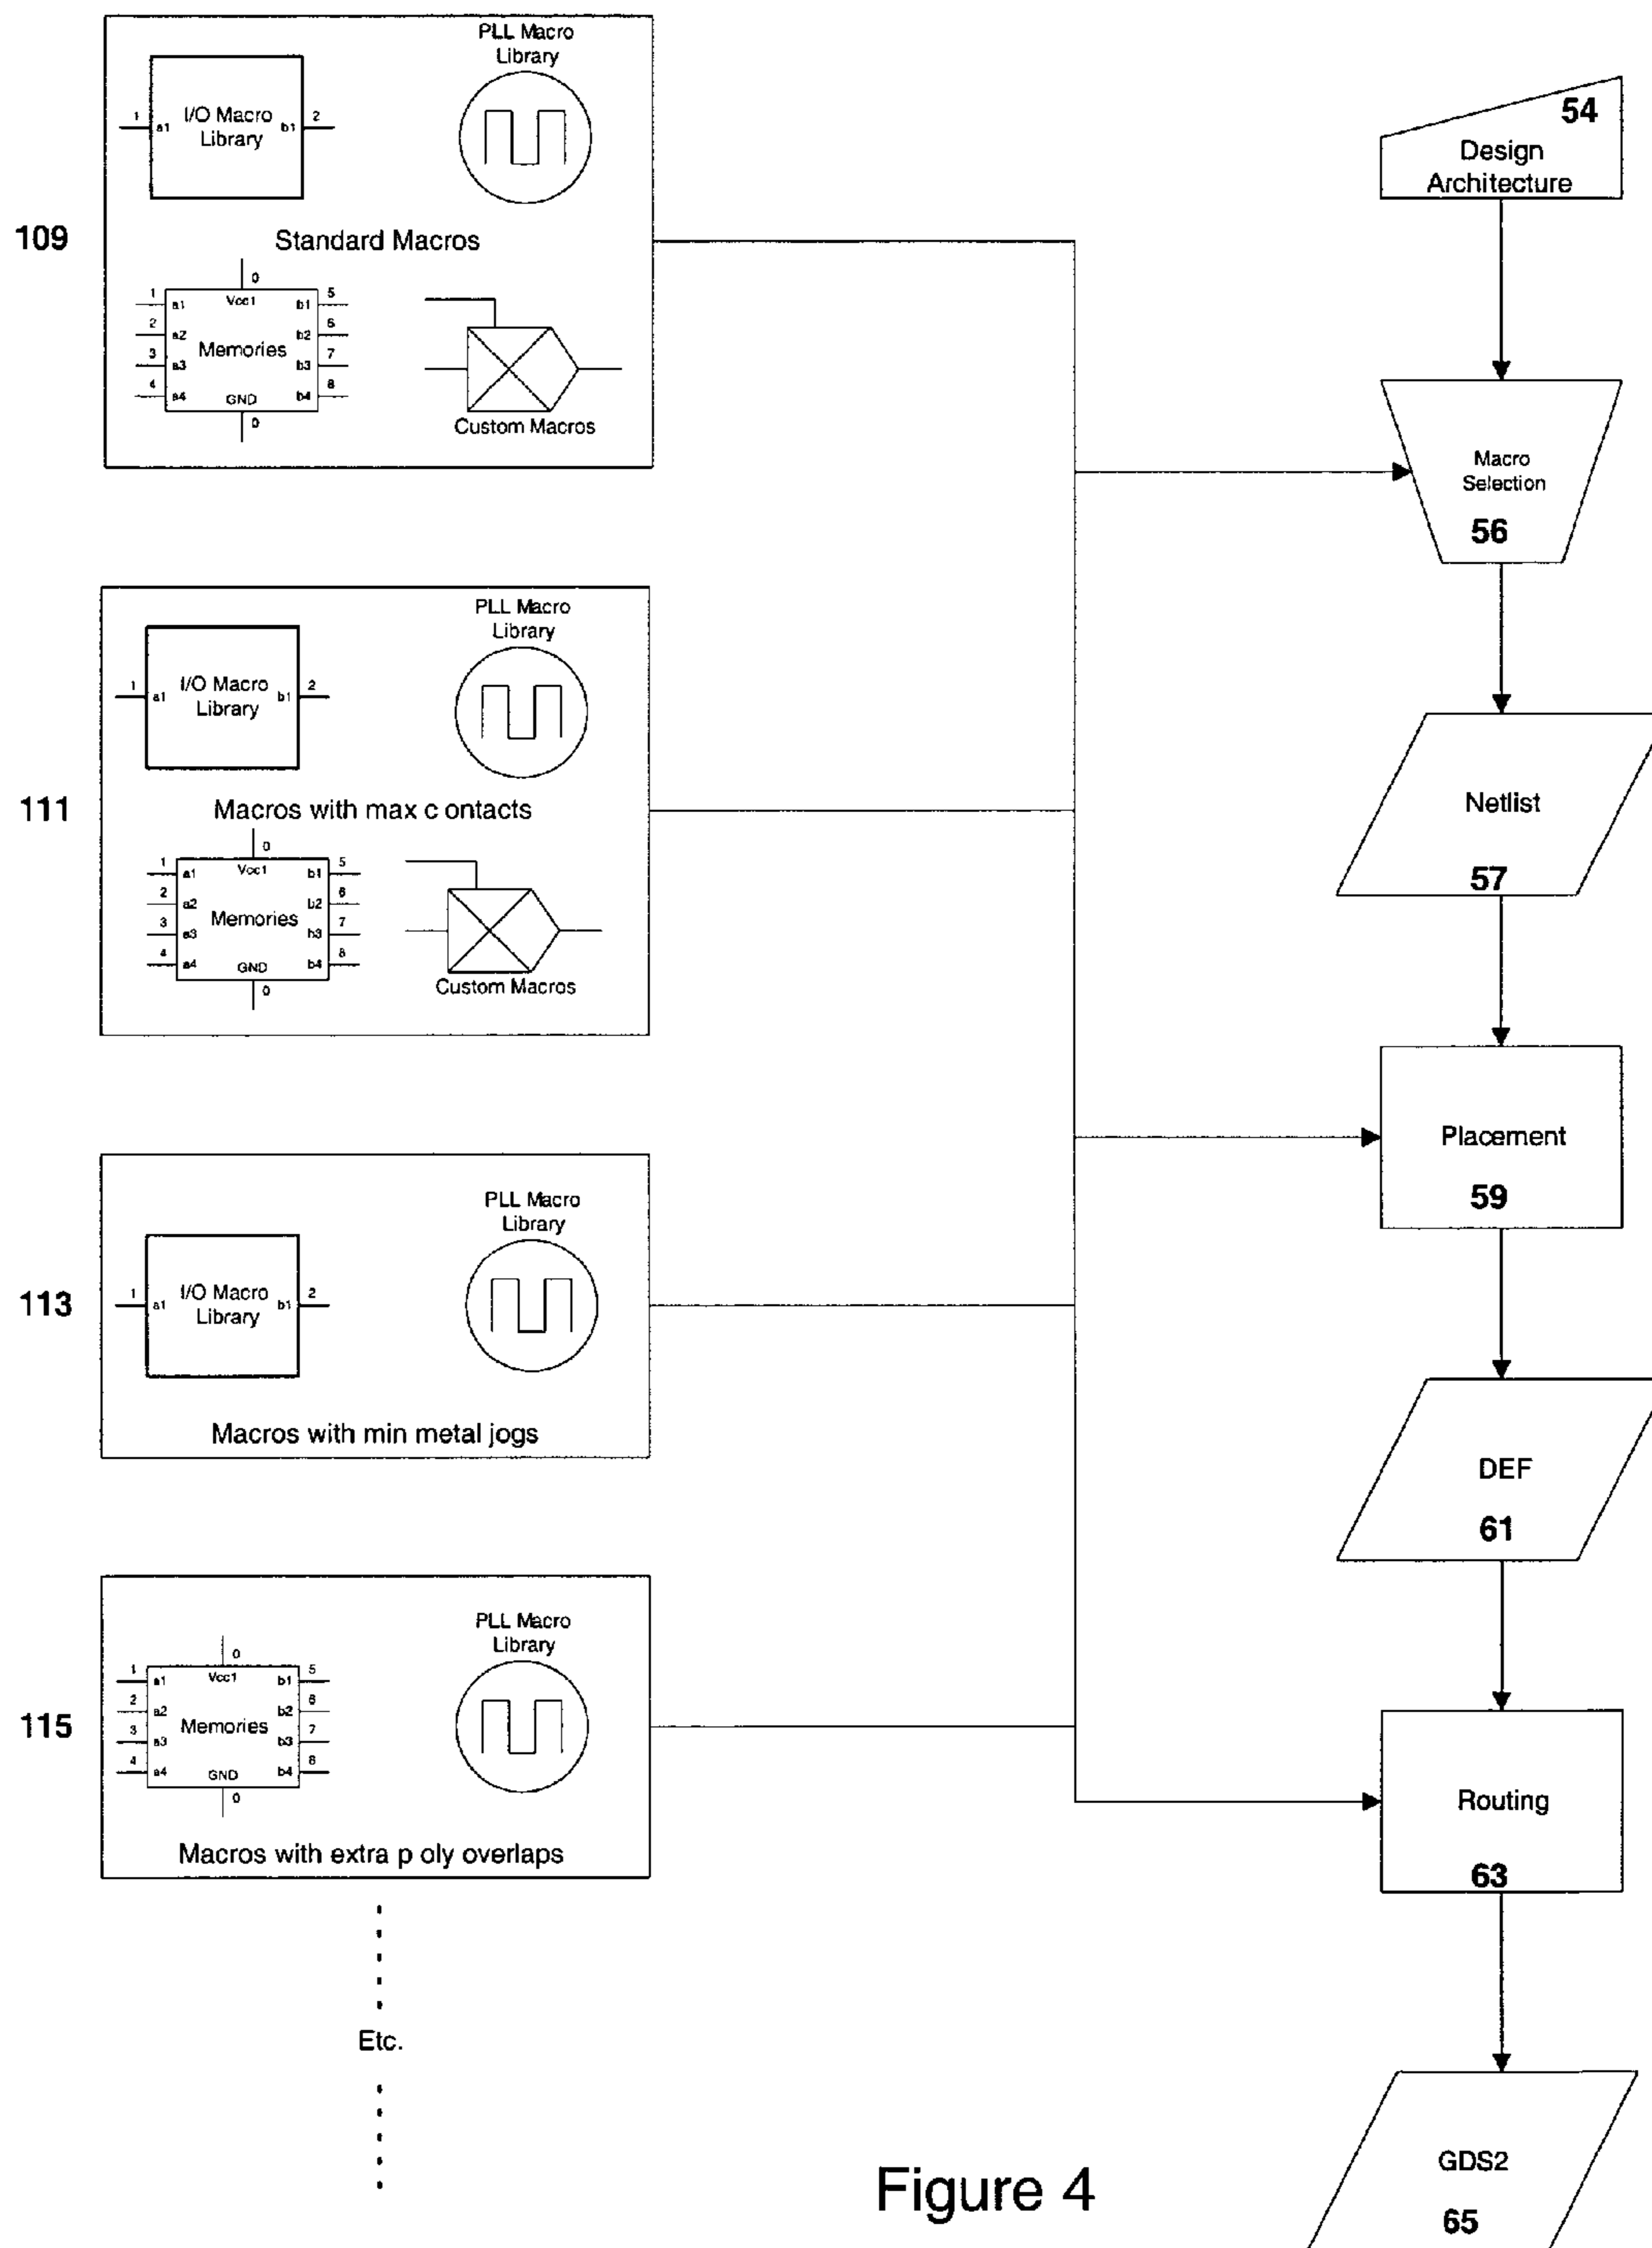 PLL Macro
Library
1
a1
I/O Macro
Library
b1
2
109
Standard Macros
0
Vcc1
1
a1
b1
5
2
a2
b2
6
Memories
3
a3
b3
7
4
a4
b4
8
GND
0
Custom Macros
PLL Macro
Library
1
a1
I/O Macro
Library
b1
2
111
Macros with max c ontacts
0
Vcc1
1
a1
b1
5
2
a2
b2
6
Memories
3
a3
b3
7
4
a4
b4
8
GND
0
Custom Macros
PLL Macro
Library
113
1
a1
I/O Macro
Library
b1
2
Macros with min metal jogs
PLL Macro
Library
115
0
Vcc1
1
a1
b1
5
2
a2
b2
6
Memories
3
a3
b3
7
4
a4
b4
8
GND
0
Macros with extra p oly overlaps
Etc.
54
Design
Architecture
Macro
Selection
56
Netlist
57
Placement
59
DEF
61
Routing
63
GDS2
65
Figure 4